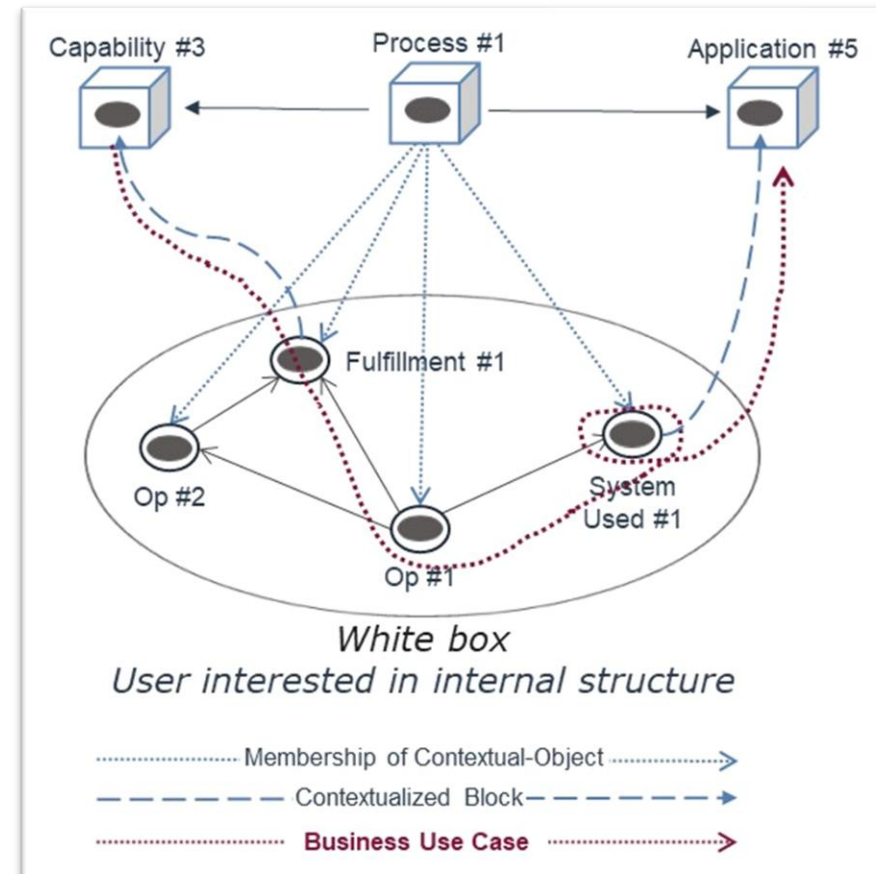 Capability #3
Process #1
Application #5
Fulfillment #1
Op #2
System
Used #1
Op #1
White box
User interested in internal structure
Membership of Contextual-Object
Contextualized Block
Business Use Case